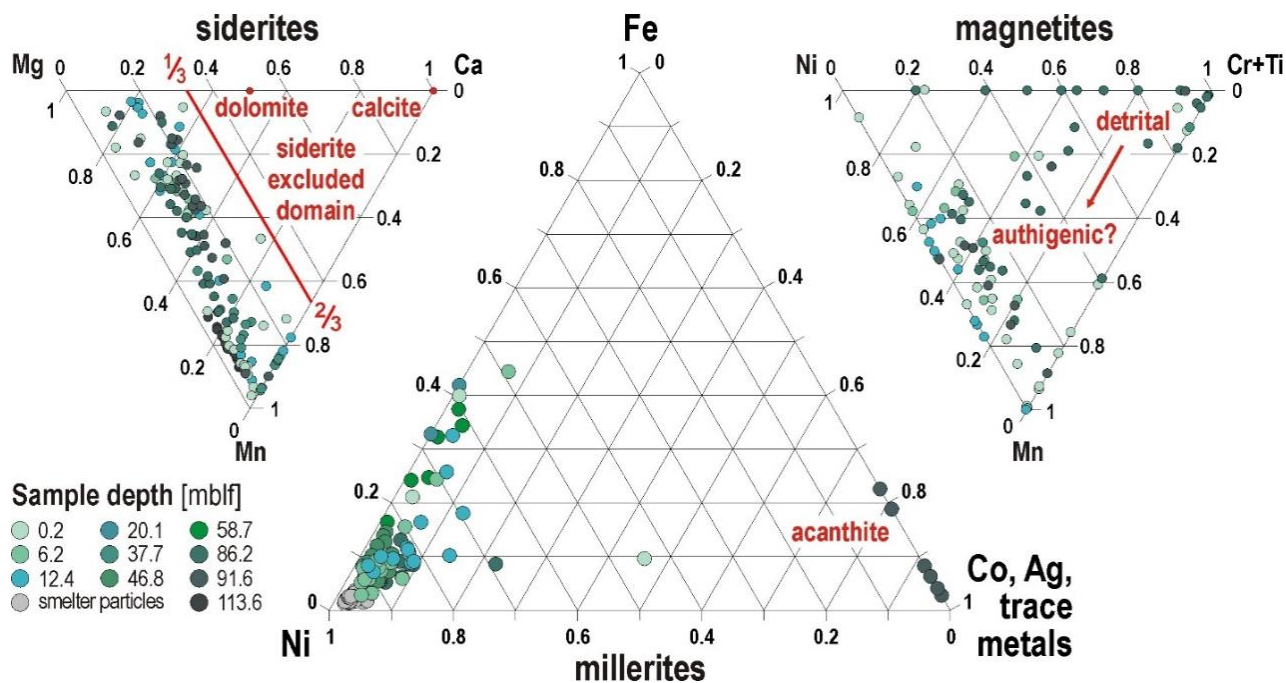 siderites
Fe
magnetites
Mg 0 0.2 1/3 0.4 0.6 0.8 1 Ca
1 0
dolomite calcite
siderite
excluded
domain
0.8 0.2
0.6 0.4
0.4 0.6
2/3
0.2 0.8
0 1
Mn
1 0
0.8 0.2
0.6 0.4
0.4 0.6
0.2 0.8
0 1
acanthite
Ni
Co, Ag,
trace
metals
1 0.8 0.6 0.4 0.2 0
millerites
Ni 0 0.2 0.4 0.6 0.8 1 Cr+Ti
1 0
detrital
0.8 0.2
0.4
authigenic?
0.6
0.4 0.6
0.2 0.8
0 1
Mn
Sample depth [mblf]
0.2 20.1 58.7
6.2 37.7 86.2
12.4 46.8 91.6
smelter particles 113.6